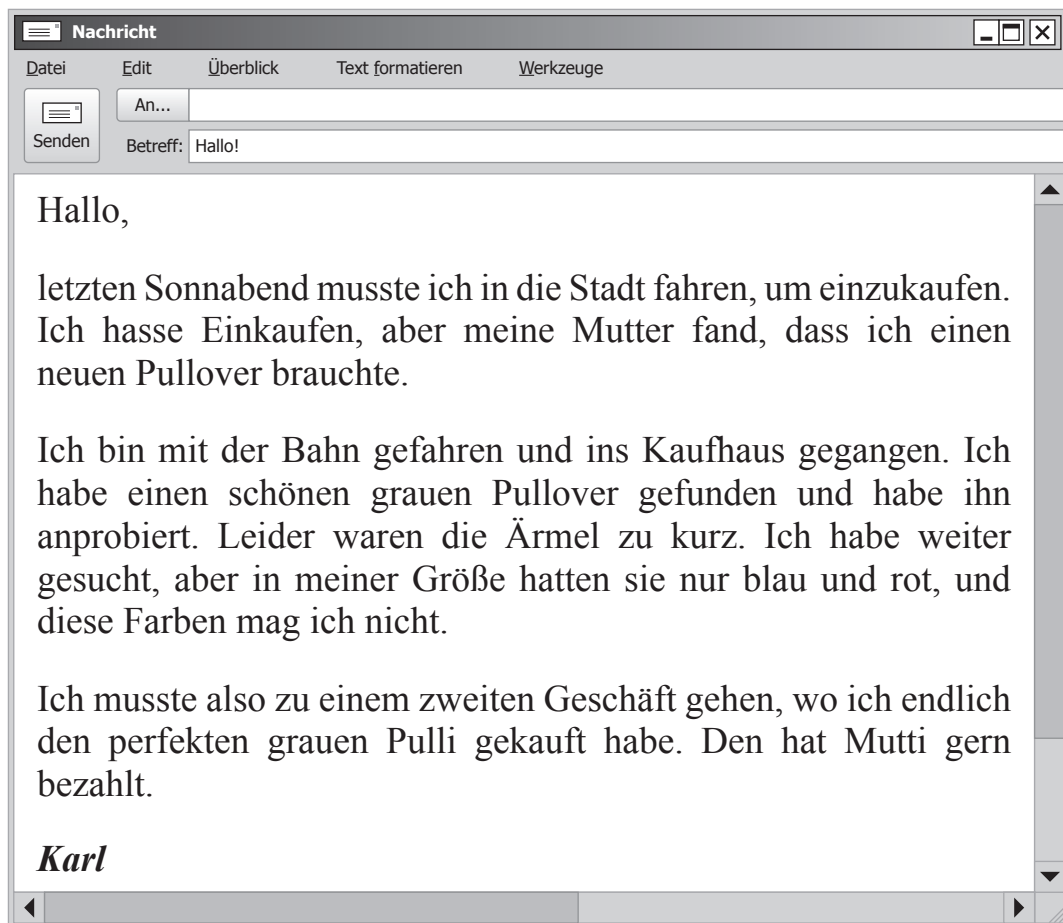 Nachricht
Datei Edit Überblick Text formatieren Werkzeuge
An...
Senden
Betreff: Hallo!
Hallo,
letzten Sonnabend musste ich in die Stadt fahren, um einzukaufen.
Ich hasse Einkaufen, aber meine Mutter fand, dass ich einen
neuen Pullover brauchte.
Ich bin mit der Bahn gefahren und ins Kaufhaus gegangen. Ich
habe einen schönen grauen Pullover gefunden und habe ihn
anprobiert. Leider waren die Ärmel zu kurz. Ich habe weiter
gesucht, aber in meiner Größe hatten sie nur blau und rot, und
diese Farben mag ich nicht.
Ich musste also zu einem zweiten Geschäft gehen, wo ich endlich
den perfekten grauen Pulli gekauft habe. Den hat Mutti gern
bezahlt.
Karl